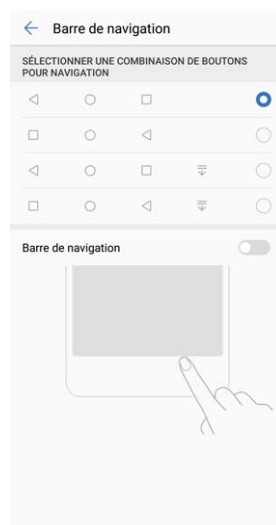 Barre de navigation
SÉLECTIONNER UNE COMBINAISON DE BOUTONS
POUR NAVIGATION
Barre de navigation